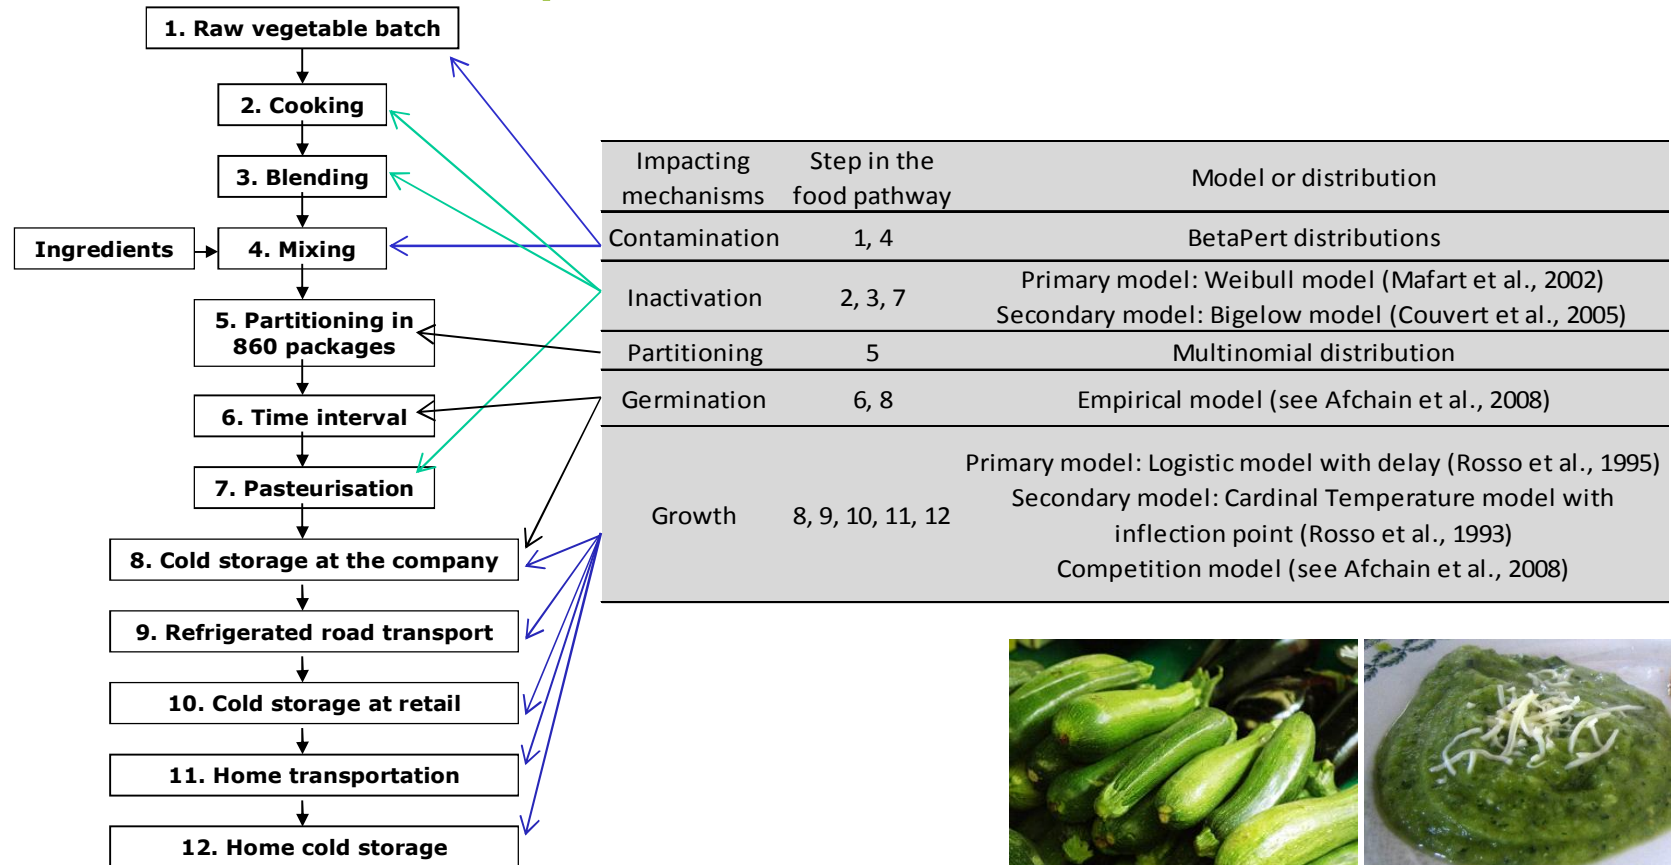 1. Raw vegetable batch
2. Cooking
3. Blending
Ingredients
4. Mixing
5. Partitioning in
860 packages
6. Time interval
7. Pasteurisation
8. Cold storage at the company
9. Refrigerated road transport
10. Cold storage at retail
11. Home transportation
12. Home cold storage
Impacting
mechanisms
Step in the
food pathway
Model or distribution
Contamination
1, 4
BetaPert distributions
Inactivation
2, 3, 7
Primary model: Weibull model (Mafart et al., 2002)
Secondary model: Bigelow model (Couvert et al., 2005)
Partitioning
5
Multinomial distribution
Germination
6, 8
Empirical model (see Afchain et al., 2008)
Growth
8, 9, 10, 11, 12
Primary model: Logistic model with delay (Rosso et al., 1995)
Secondary model: Cardinal Temperature model with
inflection point (Rosso et al., 1993)
Competition model (see Afchain et al., 2008)